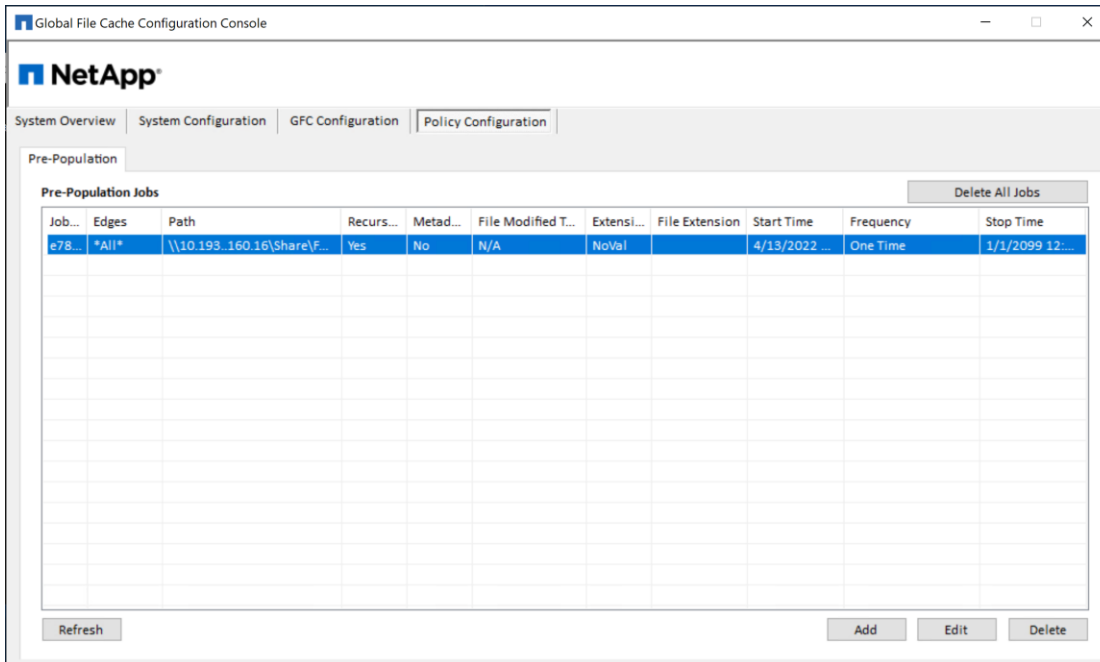 Global File Cache Configuration Console
NetApp®
System Overview System Configuration GFC Configuration Policy Configuration
Pre-Population
Pre-Population Jobs Delete All Jobs
Job... Edges Path Recurs... Metad... File Modified T... Extensi... File Extension Start Time Frequency Stop Time
e78... *All* \\10.193..160.16\Share\F... Yes No N/A NoVal 4/13/2022 ... One Time 1/1/2099 12:...
Refresh Add Edit Delete